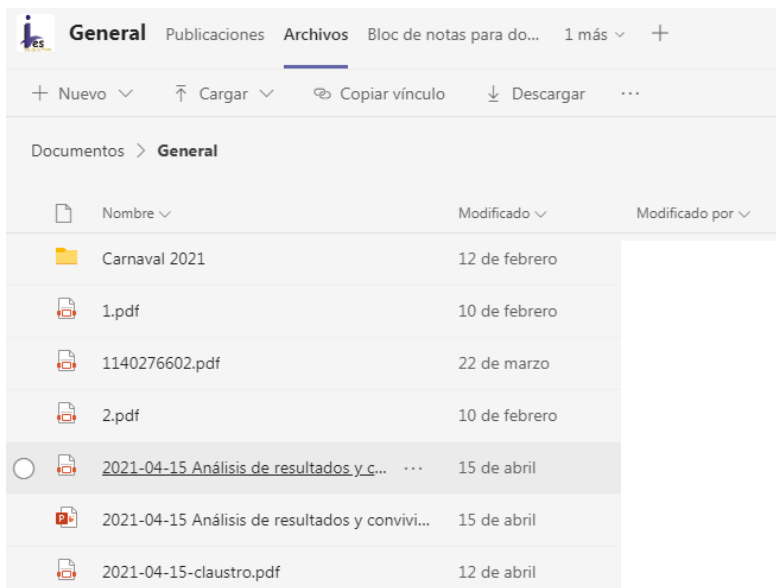 ies
General Publicaciones Archivos Bloc de notas para do... 1 más
Nuevo Cargar Copiar vínculo Descargar ...
Documentos > General
Nombre Modificado Modificado por
Carnaval 2021 12 de febrero
1.pdf 10 de febrero
1140276602.pdf 22 de marzo
2.pdf 10 de febrero
2021-04-15 Análisis de resultados y c... ... 15 de abril
2021-04-15 Análisis de resultados y convivi... 15 de abril
2021-04-15-claustro.pdf 12 de abril